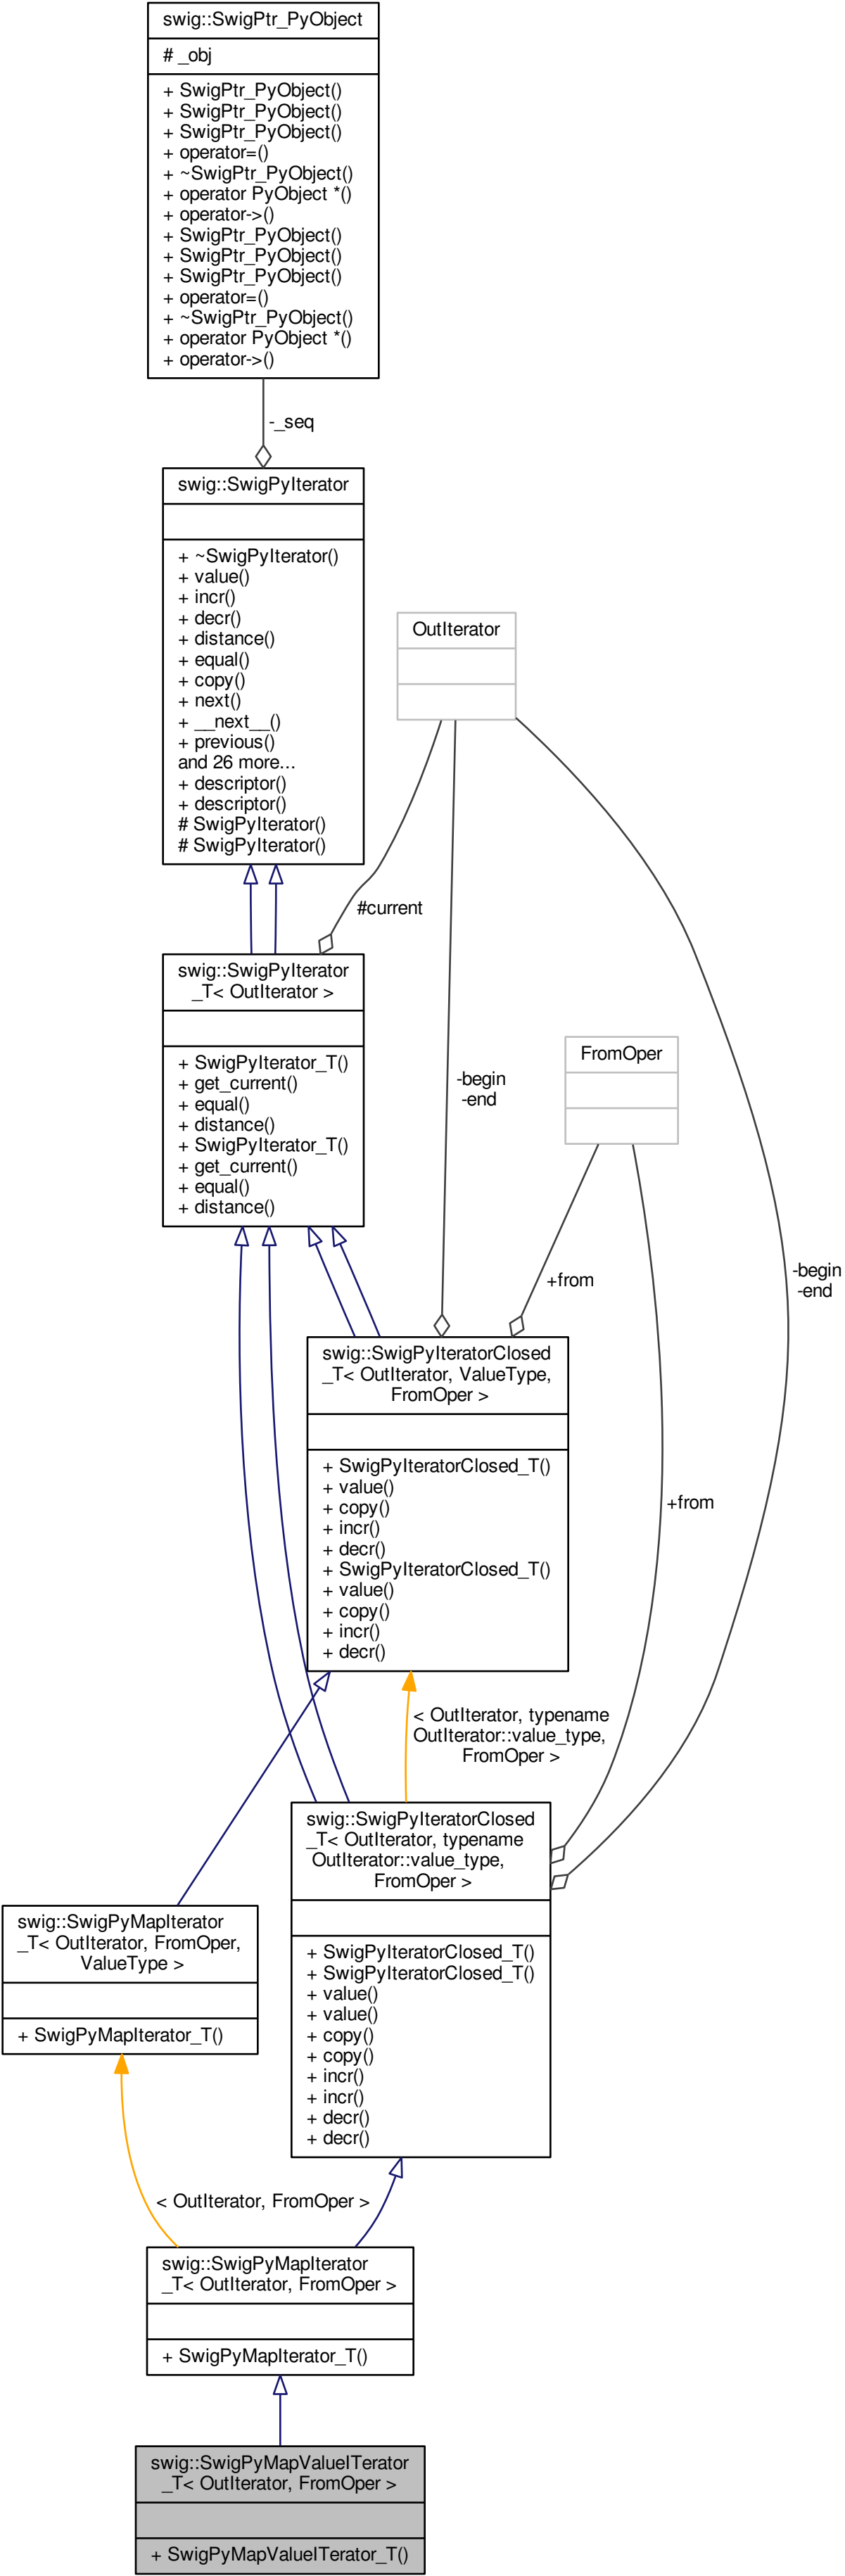 swig::SwigPtr_PyObject
# _obj
+ SwigPtr_PyObject()
+ SwigPtr_PyObject()
+ SwigPtr_PyObject()
+ operator=()
+ ~SwigPtr_PyObject()
+ operator PyObject *()
+ operator->()
+ SwigPtr_PyObject()
+ SwigPtr_PyObject()
+ SwigPtr_PyObject()
+ operator=()
+ ~SwigPtr_PyObject()
+ operator PyObject *()
+ operator->()
-_seq
swig::SwigPyIterator
+ ~SwigPyIterator()
+ value()
+ incr()
+ decr()
+ distance()
+ equal()
+ copy()
+ next()
+ __next__()
+ previous()
and 26 more...
+ descriptor()
+ descriptor()
# SwigPyIterator()
# SwigPyIterator()
OutIterator
#current
swig::SwigPyIterator
_T< OutIterator >
+ SwigPyIterator_T()
+ get_current()
+ equal()
+ distance()
+ SwigPyIterator_T()
+ get_current()
+ equal()
+ distance()
FromOper
-begin
-end
+from
-begin
-end
swig::SwigPyIteratorClosed
_T< OutIterator, ValueType,
FromOper >
+ SwigPyIteratorClosed_T()
+ value()
+ copy()
+ incr()
+ decr()
+ SwigPyIteratorClosed_T()
+ value()
+ copy()
+ incr()
+ decr()
+from
< OutIterator, typename
OutIterator::value_type,
FromOper >
swig::SwigPyIteratorClosed
_T< OutIterator, typename
OutIterator::value_type,
FromOper >
+ SwigPyIteratorClosed_T()
+ SwigPyIteratorClosed_T()
+ value()
+ value()
+ copy()
+ copy()
+ incr()
+ incr()
+ decr()
+ decr()
swig::SwigPyMapIterator
_T< OutIterator, FromOper,
ValueType >
+ SwigPyMapIterator_T()
< OutIterator, FromOper >
swig::SwigPyMapIterator
_T< OutIterator, FromOper >
+ SwigPyMapIterator_T()
swig::SwigPyMapValueITerator
_T< OutIterator, FromOper >
+ SwigPyMapValueITerator_T()